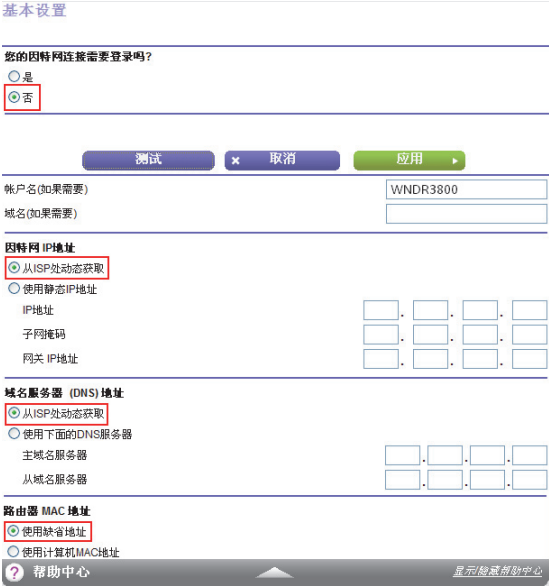 基本设置
您的因特网连接需要登录吗?
是
否
测试 × 取消 应用
帐户名(如果需要) WNDR3800
域名(如果需要)
因特网 IP地址
从ISP处动态获取
使用静态IP地址
IP地址 . . .
子网掩码 . . .
网关 IP地址 . . .
域名服务器 (DNS) 地址
从ISP处动态获取
使用下面的DNS服务器
主域名服务器 . . .
从域名服务器 . . .
路由器 MAC 地址
使用缺省地址
使用计算机MAC地址
? 帮助中心 显示/隐藏帮助中心